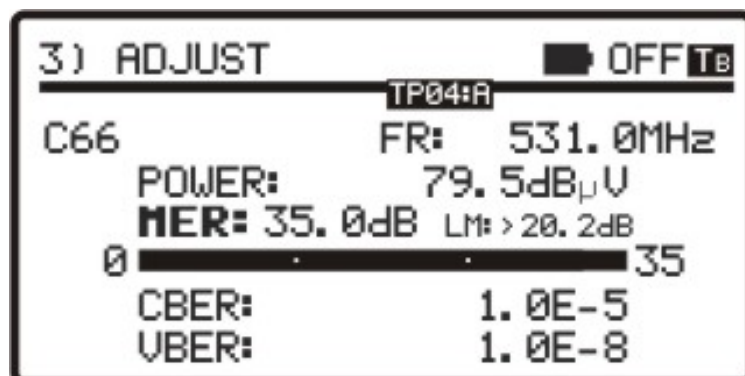 3) ADJUST OFF TB
TP04:A
C66 FR: 531.0MHz
POWER: 79.5dBµV
MER: 35.0dB LM:>20.2dB
0 35
CBER: 1.0E-5
VBER: 1.0E-8